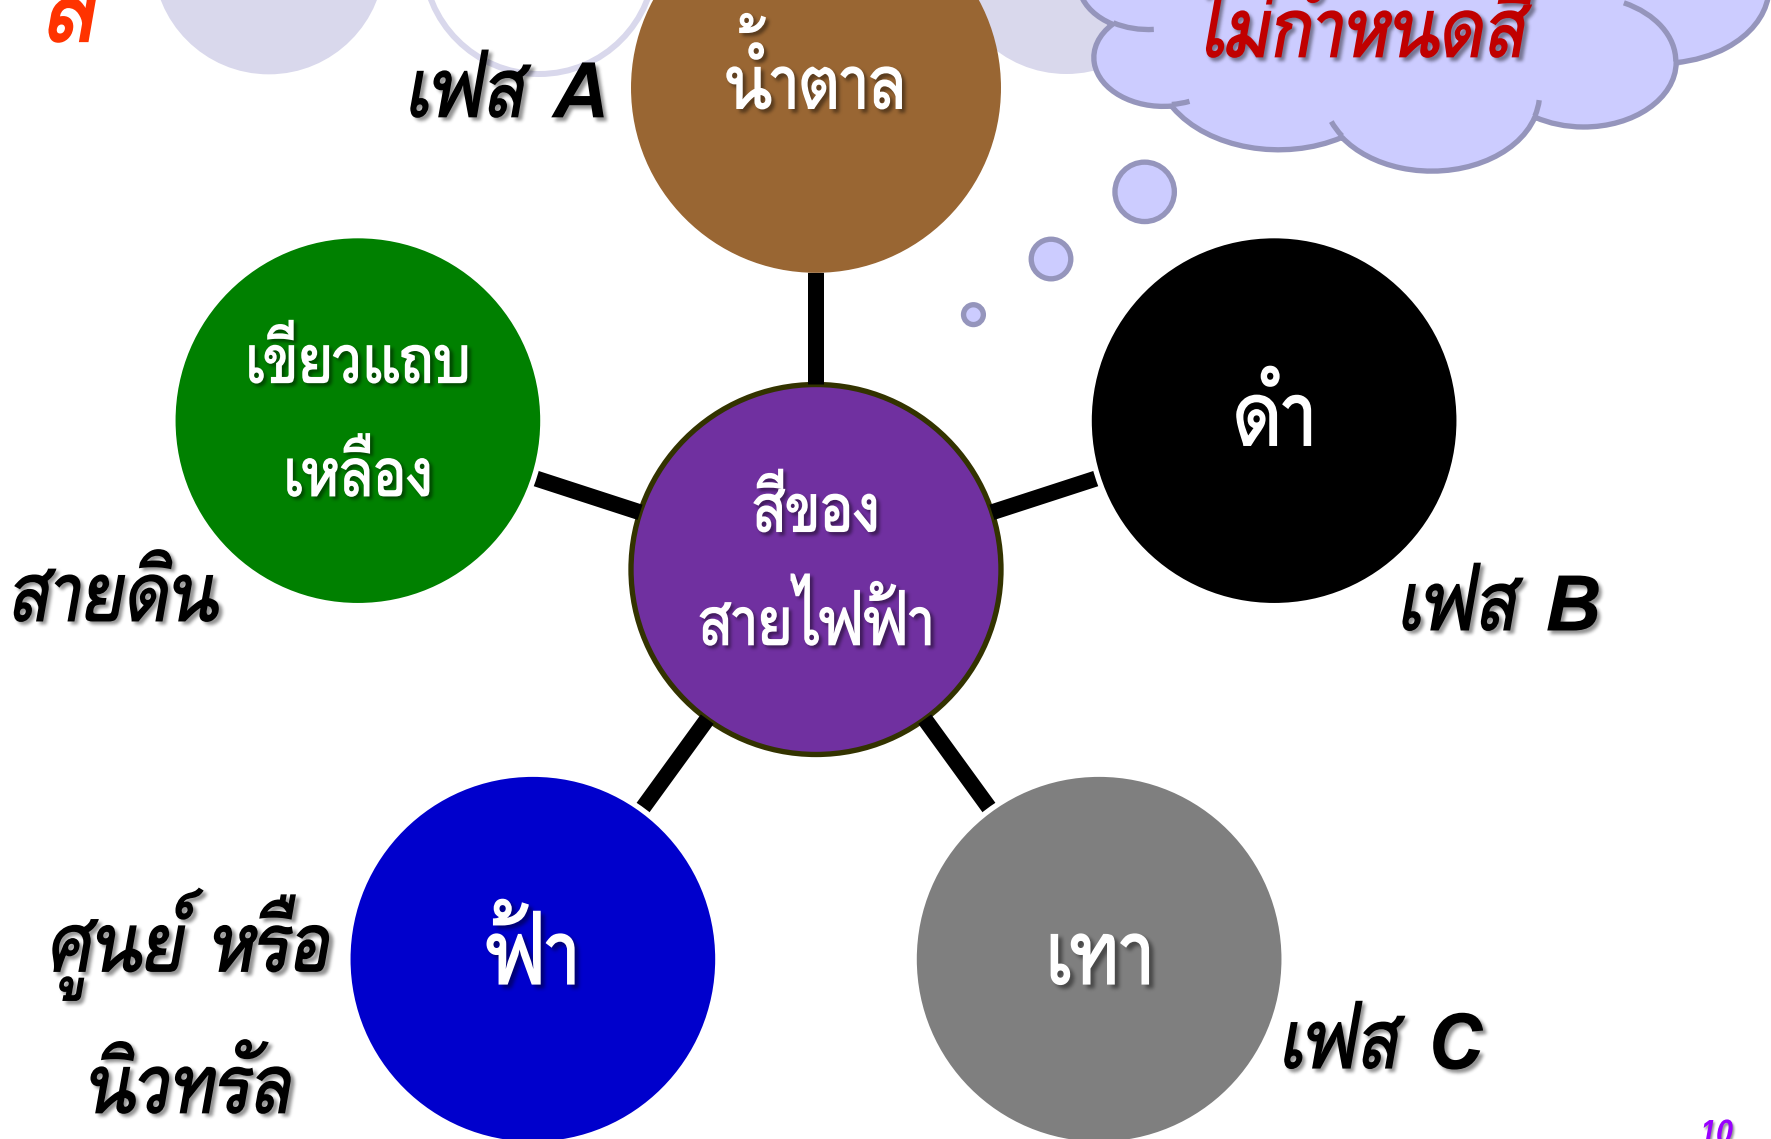 ไม่กำหนดสี
เฟส A
น้ำตาล
เขียวแถบ
เหลือง
สายดิน
ดำ
เฟส B
สีของ
สายไฟฟ้า
ศูนย์ หรือ
นิวทรัล
ฟ้า
เทา
เฟส C
10